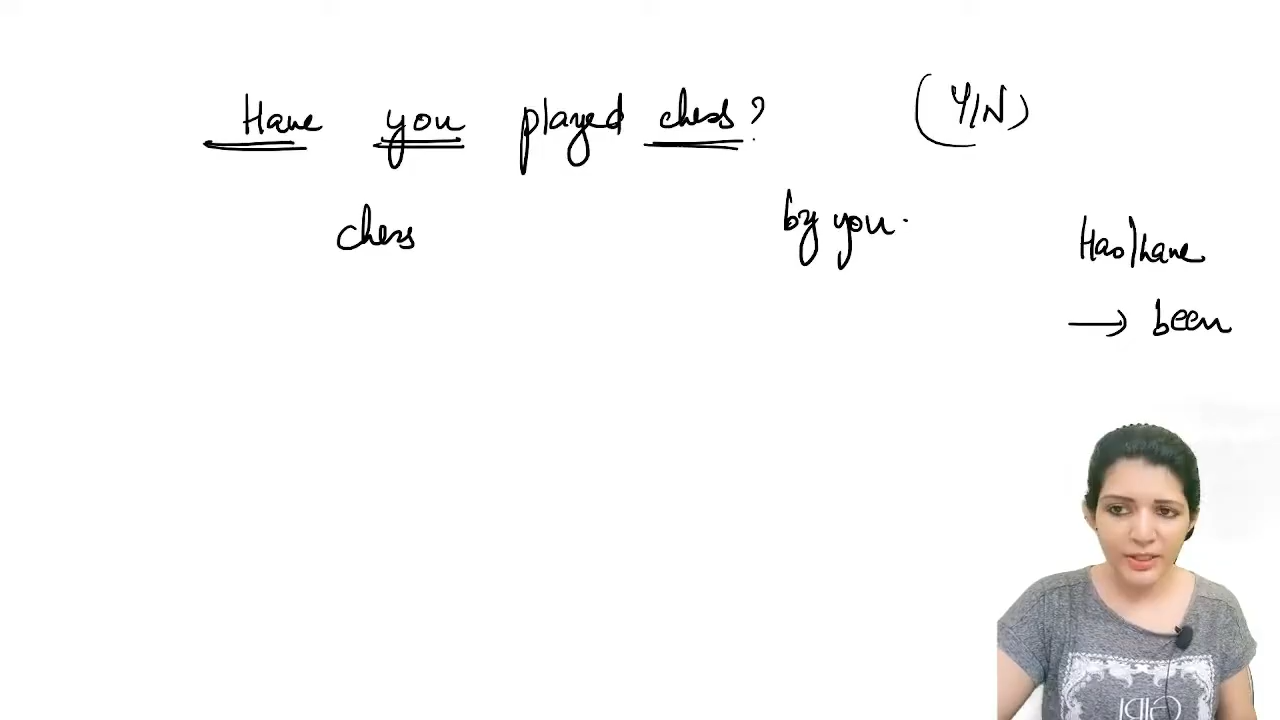 Have you played chess? (Y/N)
chess by you.
Has/have
→ been